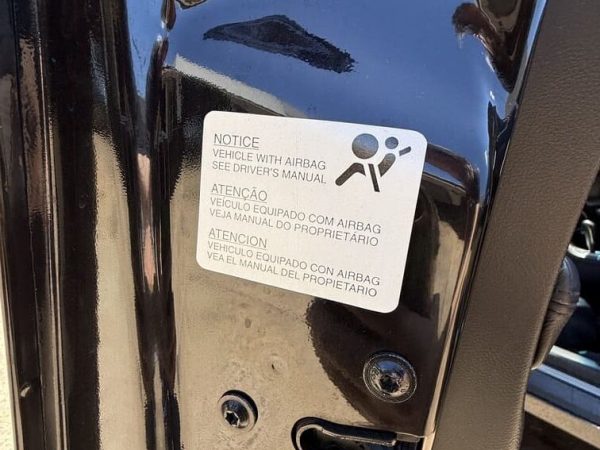 NOTICE
VEHICLE WITH AIRBAG
SEE DRIVER'S MANUAL
ATENÇÃO
VEÍCULO EQUIPADO COM AIRBAG
VEJA MANUAL DO PROPRIETÁRIO
ATENCION
VEHICULO EQUIPADO CON AIRBAG
VEA EL MANUAL DEL PROPIETARIO